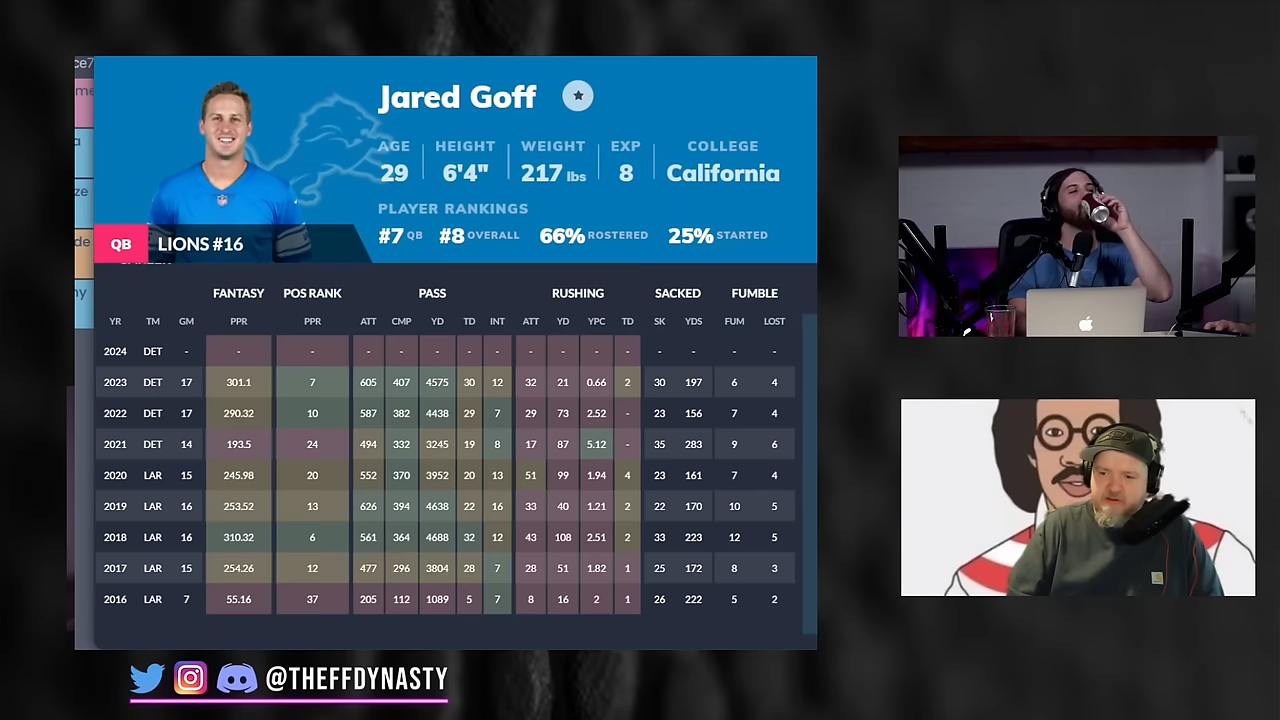 ce7
me
a
ze
de
ny
Jared Goff
AGE HEIGHT WEIGHT EXP COLLEGE
29 6'4" 217 lbs 8 California
PLAYER RANKINGS
#7 QB #8 OVERALL 66% ROSTERED 25% STARTED
QB LIONS #16
FANTASY POS RANK PASS RUSHING SACKED FUMBLE
YR TM GM PPR PPR ATT CMP YD TD INT ATT YD YPC TD SK YDS FUM LOST
2024 DET - - - - - - - - - - - - - - - -
2023 DET 17 301.1 7 605 407 4575 30 12 32 21 0.66 2 30 197 6 4
2022 DET 17 290.32 10 587 382 4438 29 7 29 73 2.52 - 23 156 7 4
2021 DET 14 193.5 24 494 332 3245 19 8 17 87 5.12 - 35 283 9 6
2020 LAR 15 245.98 20 552 370 3952 20 13 51 99 1.94 4 23 161 7 4
2019 LAR 16 253.52 13 626 394 4638 22 16 33 40 1.21 2 22 170 10 5
2018 LAR 16 310.32 6 561 364 4688 32 12 43 108 2.51 2 33 223 12 5
2017 LAR 15 254.26 12 477 296 3804 28 7 28 51 1.82 1 25 172 8 3
2016 LAR 7 55.16 37 205 112 1089 5 7 8 16 2 1 26 222 5 2
@THEFFDYNASTY